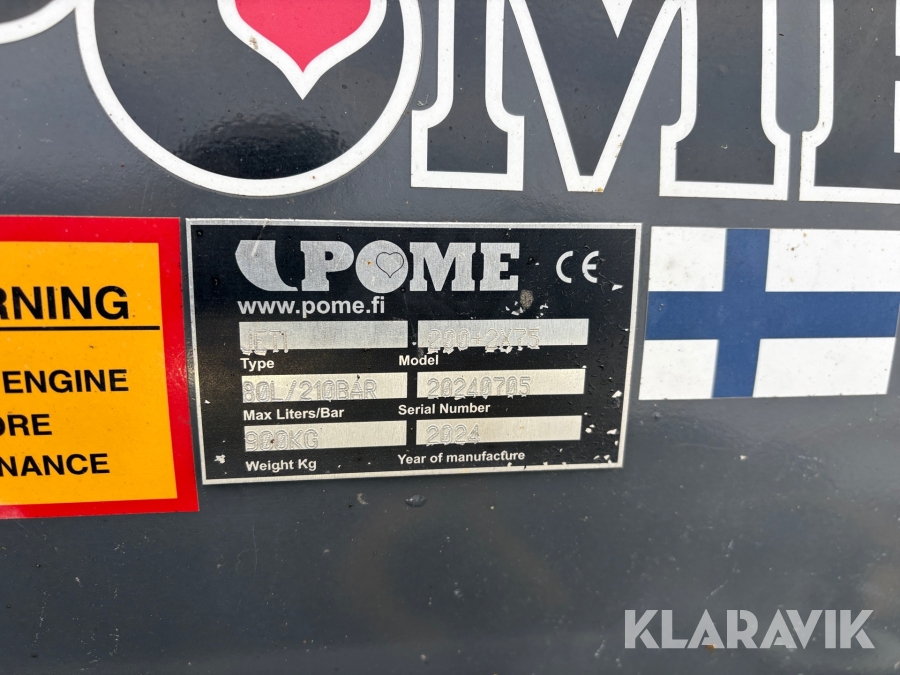 POME
RNING
ENGINE
ORE
NANCE
POME CE
www.pome.fi
JETI 200-2X75
Type Model
80L/210BAR 20240705
Max Liters/Bar Serial Number
900KG 2024
Weight Kg Year of manufacture
KLARAVIK